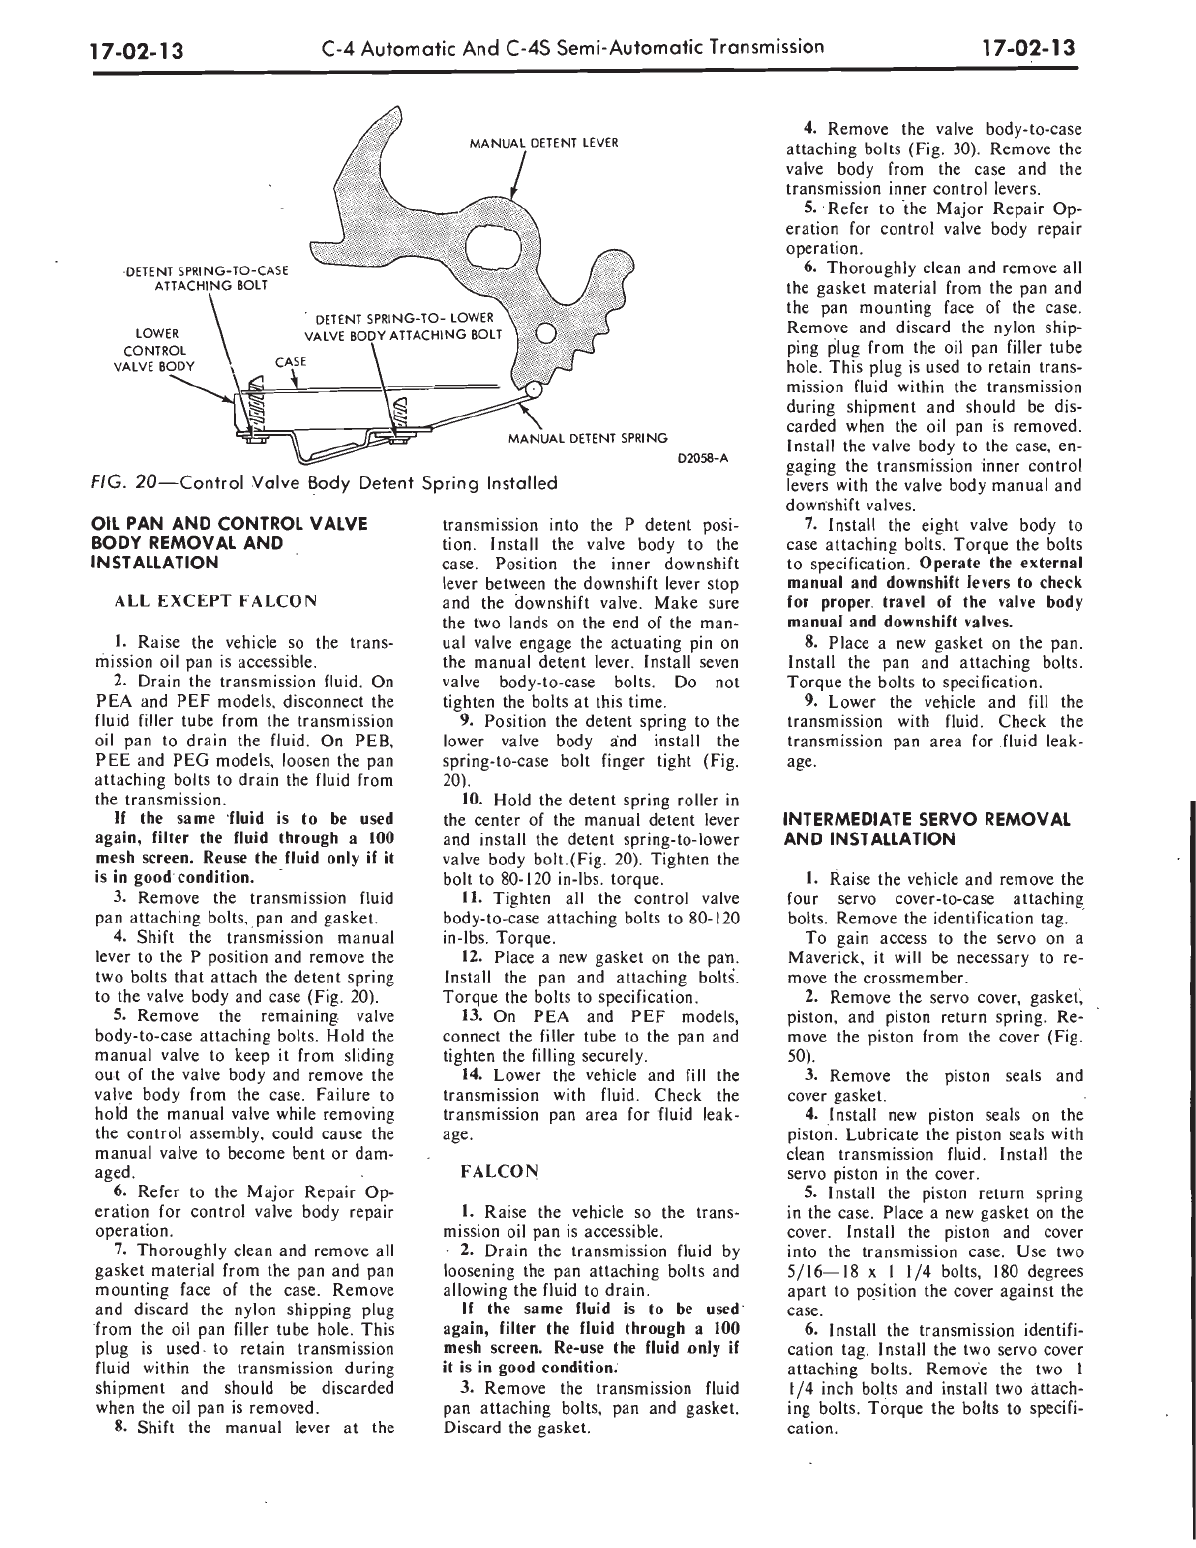 17-02-13
C-4 Automatic And C-4S Semi-Automatic Transmission
17-02-13
MANUAL DETENT LEVER
DETENT SPRING-TO-CASE
ATTACHING BOLT
DETENT SPRING-TO- LOWER
VALVE BODY ATTACHING BOLT
LOWER
CONTROL
VALVE BODY
CASE
MANUAL DETENT SPRING
D2058-A
FIG. 20—Control Valve Body Detent Spring Installed
OIL PAN AND CONTROL VALVE
BODY REMOVAL AND
INSTALLATION
ALL EXCEPT FALCON
1. Raise the vehicle so the trans-
mission oil pan is accessible.
2. Drain the transmission fluid. On
PEA and PEF models, disconnect the
fluid filler tube from the transmission
oil pan to drain the fluid. On PEB,
PEE and PEG models, loosen the pan
attaching bolts to drain the fluid from
the transmission.
If the same fluid is to be used
again, filter the fluid through a 100
mesh screen. Reuse the fluid only if it
is in good condition.
3. Remove the transmission fluid
pan attaching bolts, pan and gasket.
4. Shift the transmission manual
lever to the P position and remove the
two bolts that attach the detent spring
to the valve body and case (Fig. 20).
5. Remove the remaining valve
body-to-case attaching bolts. Hold the
manual valve to keep it from sliding
out of the valve body and remove the
valve body from the case. Failure to
hold the manual valve while removing
the control assembly, could cause the
manual valve to become bent or dam-
aged.
6. Refer to the Major Repair Op-
eration for control valve body repair
operation.
7. Thoroughly clean and remove all
gasket material from the pan and pan
mounting face of the case. Remove
and discard the nylon shipping plug
from the oil pan filler tube hole. This
plug is used to retain transmission
fluid within the transmission during
shipment and should be discarded
when the oil pan is removed.
8. Shift the manual lever at the
transmission into the P detent posi-
tion. Install the valve body to the
case. Position the inner downshift
lever between the downshift lever stop
and the downshift valve. Make sure
the two lands on the end of the man-
ual valve engage the actuating pin on
the manual detent lever. Install seven
valve body-to-case bolts. Do not
tighten the bolts at this time.
9. Position the detent spring to the
lower valve body and install the
spring-to-case bolt finger tight (Fig.
20).
10. Hold the detent spring roller in
the center of the manual detent lever
and install the detent spring-to-lower
valve body bolt.(Fig. 20). Tighten the
bolt to 80-120 in-lbs. torque.
11. Tighten all the control valve
body-to-case attaching bolts to 80-120
in-lbs. Torque.
12. Place a new gasket on the pan.
Install the pan and attaching bolts.
Torque the bolts to specification.
13. On PEA and PEF models,
connect the filler tube to the pan and
tighten the filling securely.
14. Lower the vehicle and fill the
transmission with fluid. Check the
transmission pan area for fluid leak-
age.
FALCON
1. Raise the vehicle so the trans-
mission oil pan is accessible.
2. Drain the transmission fluid by
loosening the pan attaching bolts and
allowing the fluid to drain.
If the same fluid is to be used
again, filter the fluid through a 100
mesh screen. Re-use the fluid only if
it is in good condition.
3. Remove the transmission fluid
pan attaching bolts, pan and gasket.
Discard the gasket.
4. Remove the valve body-to-case
attaching bolts (Fig. 30). Remove the
valve body from the case and the
transmission inner control levers.
5. Refer to the Major Repair Op-
eration for control valve body repair
operation.
6. Thoroughly clean and remove all
the gasket material from the pan and
the pan mounting face of the case.
Remove and discard the nylon ship-
ping plug from the oil pan filler tube
hole. This plug is used to retain trans-
mission fluid within the transmission
during shipment and should be dis-
carded when the oil pan is removed.
Install the valve body to the case, en-
gaging the transmission inner control
levers with the valve body manual and
downshift valves.
7. Install the eight valve body to
case attaching bolts. Torque the bolts
to specification. Operate the external
manual and downshift levers to check
for proper travel of the valve body
manual and downshift valves.
8. Place a new gasket on the pan.
Install the pan and attaching bolts.
Torque the bolts to specification.
9. Lower the vehicle and fill the
transmission with fluid. Check the
transmission pan area for fluid leak-
age.
INTERMEDIATE SERVO REMOVAL
AND INSTALLATION
1. Raise the vehicle and remove the
four servo cover-to-case attaching
bolts. Remove the identification tag.
To gain access to the servo on a
Maverick, it will be necessary to re-
move the crossmember.
2. Remove the servo cover, gasket,
piston, and piston return spring. Re-
move the piston from the cover (Fig.
50).
3. Remove the piston seals and
cover gasket.
4. Install new piston seals on the
piston. Lubricate the piston seals with
clean transmission fluid. Install the
servo piston in the cover.
5. Install the piston return spring
in the case. Place a new gasket on the
cover. Install the piston and cover
into the transmission case. Use two
5/16—18 x 1 1/4 bolts, 180 degrees
apart to position the cover against the
case.
6. Install the transmission identifi-
cation tag. Install the two servo cover
attaching bolts. Remove the two 1
1/4 inch bolts and install two attach-
ing bolts. Torque the bolts to specifi-
cation.